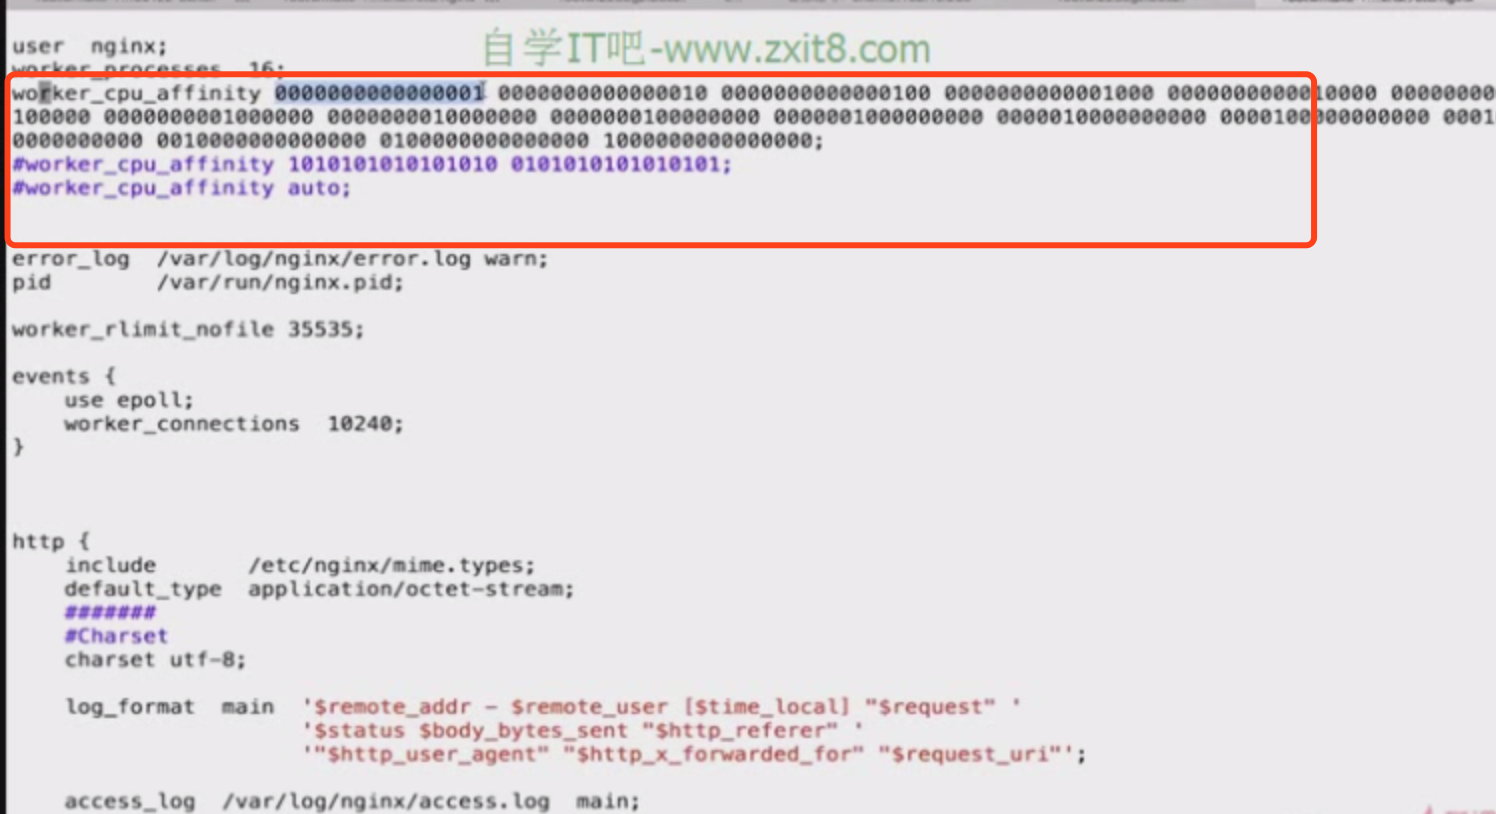 自学IT吧-www.zxit8.com
user  nginx;
worker_processes  16;
worker_cpu_affinity 0000000000000001 0000000000000010 0000000000000100 0000000000001000 0000000000010000 00000000
100000 0000000001000000 0000000010000000 0000000100000000 0000001000000000 0000010000000000 0000100000000000 0001
0000000000 0010000000000000 0100000000000000 1000000000000000;
#worker_cpu_affinity 1010101010101010 0101010101010101;
#worker_cpu_affinity auto;
error_log  /var/log/nginx/error.log warn;
pid        /var/run/nginx.pid;
worker_rlimit_nofile 35535;
events {
    use epoll;
    worker_connections  10240;
}
http {
    include       /etc/nginx/mime.types;
    default_type  application/octet-stream;
    #######
    #Charset
    charset utf-8;
    log_format  main  '$remote_addr - $remote_user [$time_local] "$request" '
                      '$status $body_bytes_sent "$http_referer" '
                      '"$http_user_agent" "$http_x_forwarded_for" "$request_uri"';
    access_log  /var/log/nginx/access.log  main;